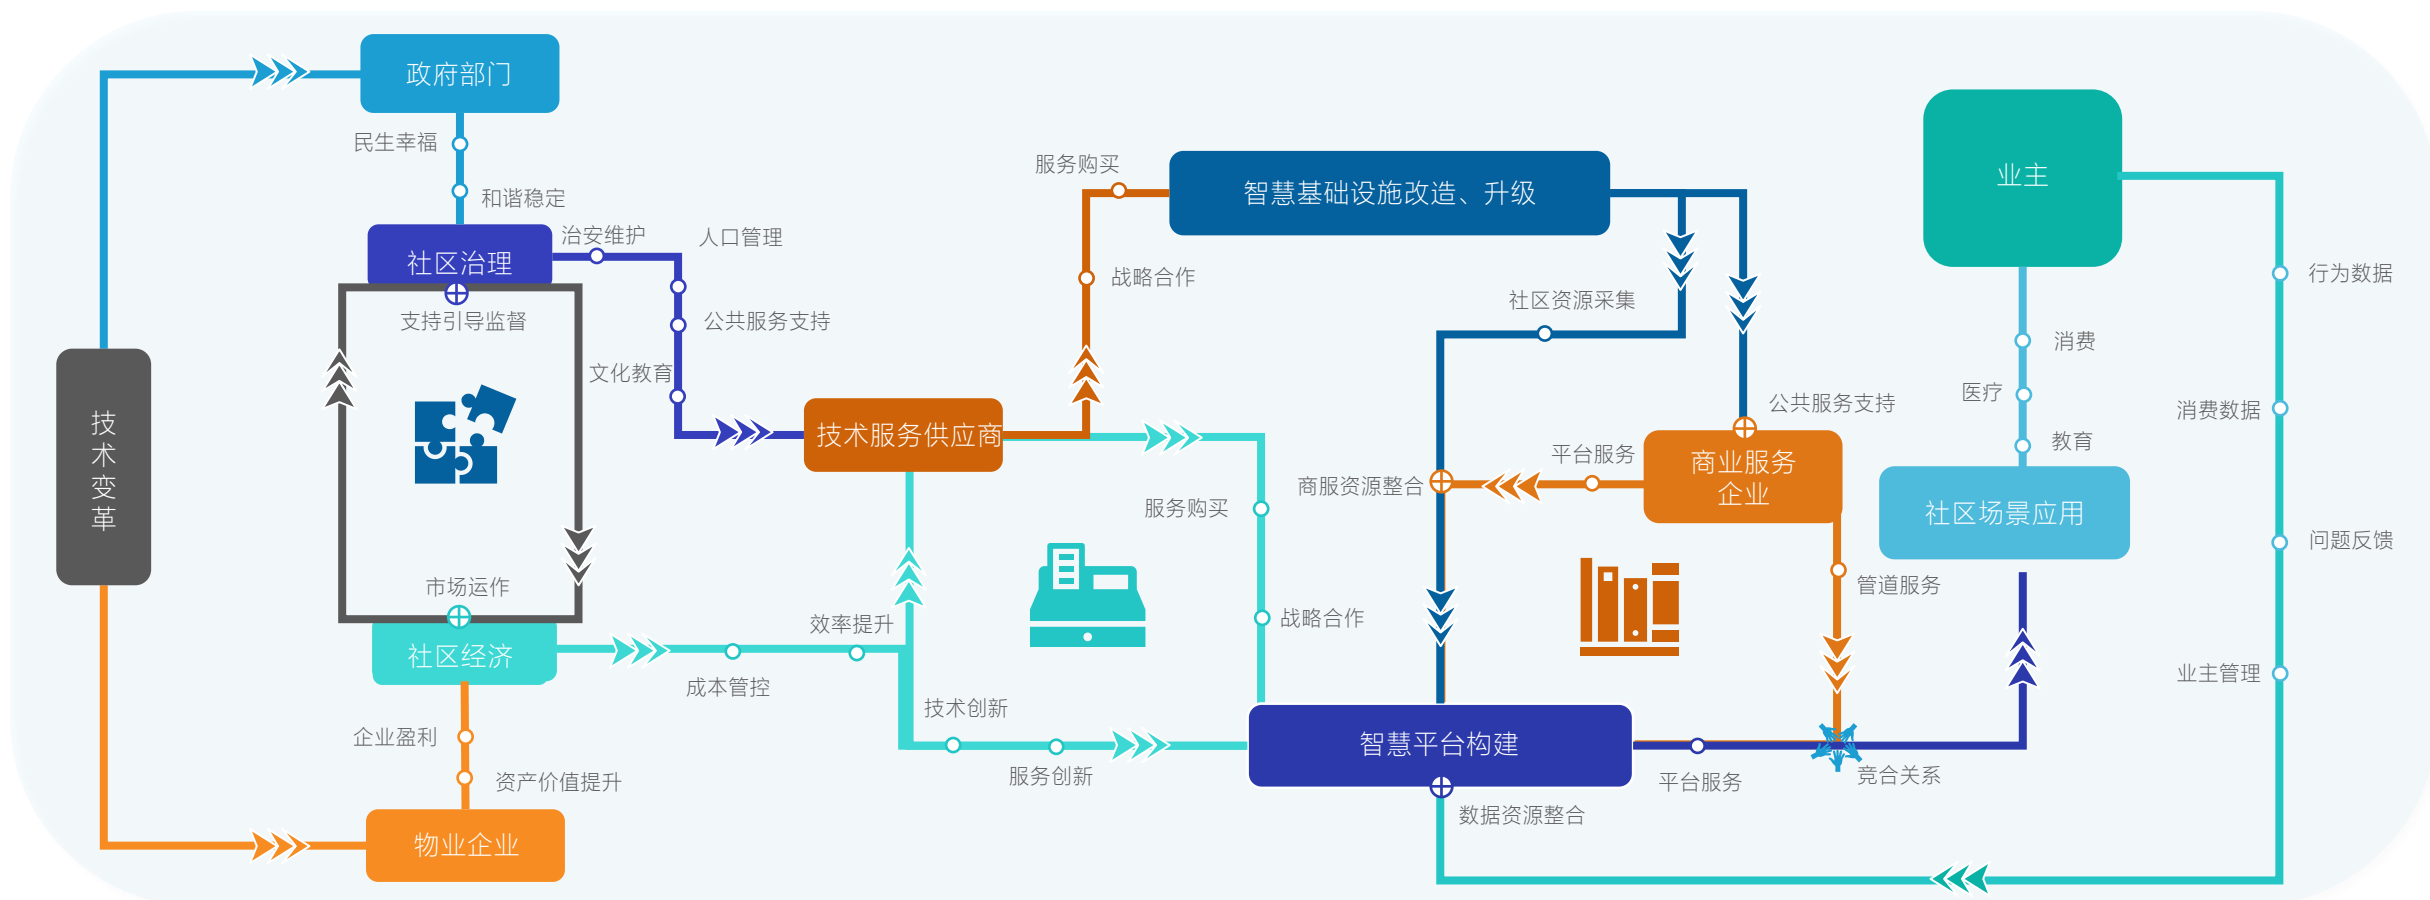 政府部门
民生幸福
和谐稳定
社区治理
治安维护
人口管理
支持引导监督
公共服务支持
文化教育
技
术
变
革
市场运作
社区经济
企业盈利
资产价值提升
物业企业
成本管控
效率提升
技术服务供应商
技术创新
服务创新
服务购买
战略合作
服务购买
战略合作
智慧基础设施改造、升级
社区资源采集
公共服务支持
平台服务
商服资源整合
商业服务
企业
管道服务
智慧平台构建
平台服务
竞合关系
数据资源整合
业主
消费
医疗
教育
社区场景应用
行为数据
消费数据
问题反馈
业主管理